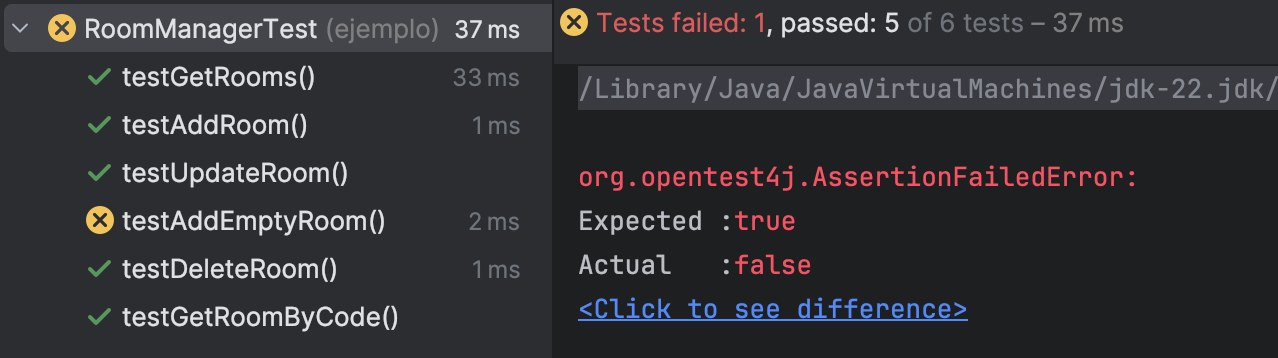 RoomManagerTest (ejemplo) 37 ms
testGetRooms() 33 ms
testAddRoom() 1 ms
testUpdateRoom()
testAddEmptyRoom() 2 ms
testDeleteRoom() 1 ms
testGetRoomByCode()
Tests failed: 1, passed: 5 of 6 tests – 37 ms
/Library/Java/JavaVirtualMachines/jdk-22.jdk/
org.opentest4j.AssertionFailedError:
Expected :true
Actual   :false
<Click to see difference>